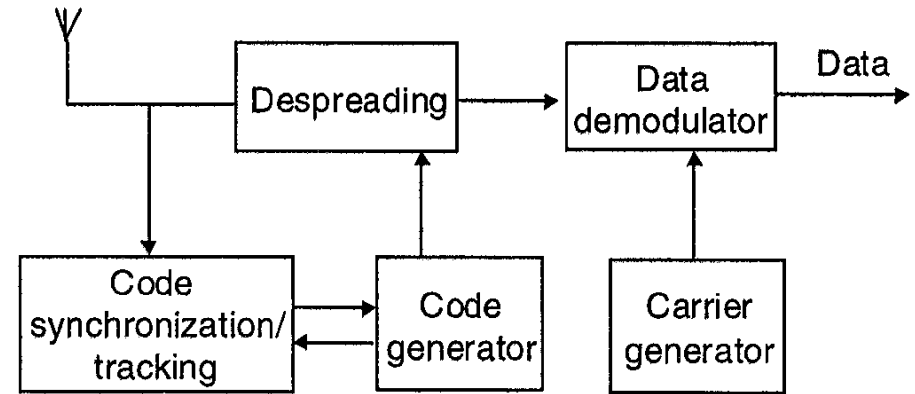 Despreading
Data
demodulator
Data
Code
synchronization/
tracking
Code
generator
Carrier
generator